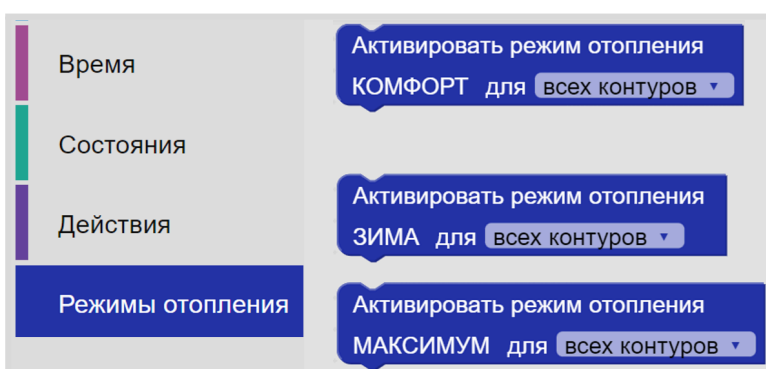 Время
Состояния
Действия
Режимы отопления
Активировать режим отопления
КОМФОРТ для всех контуров
Активировать режим отопления
ЗИМА для всех контуров
Активировать режим отопления
МАКСИМУМ для всех контуров